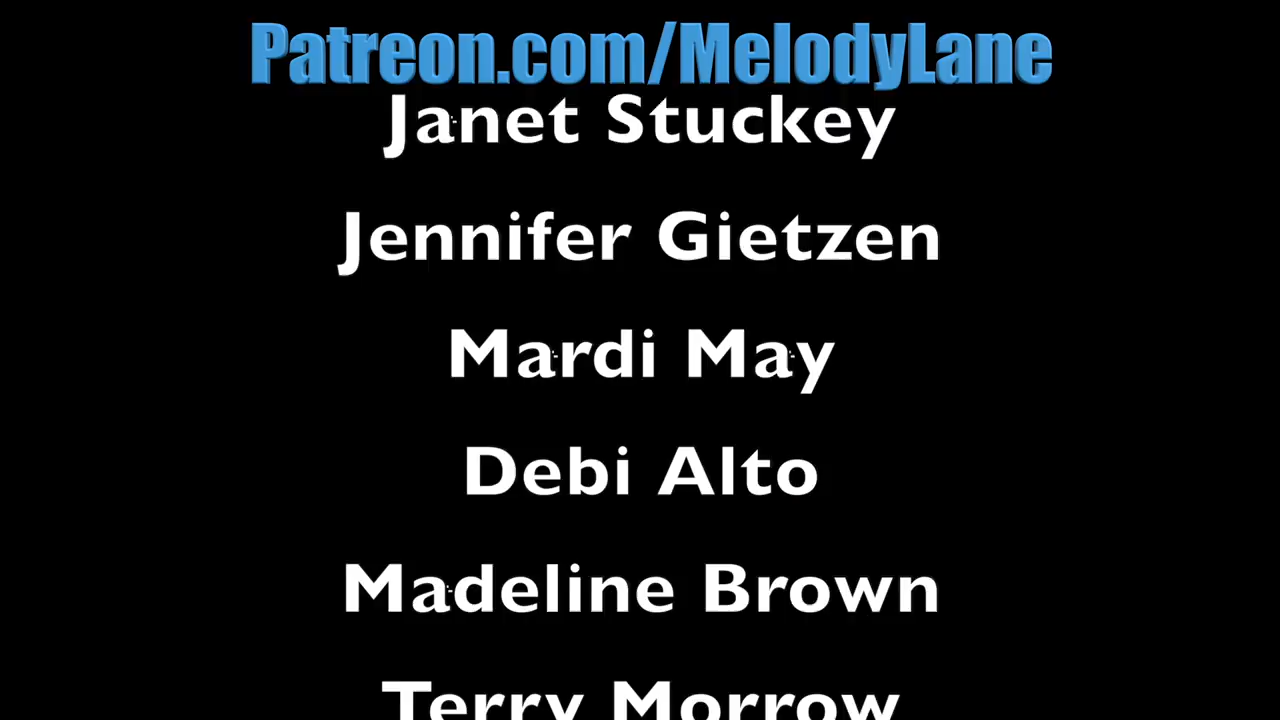 Patreon.com/MelodyLane
Janet Stuckey
Jennifer Gietzen
Mardi May
Debi Alto
Madeline Brown
Terry Morrow